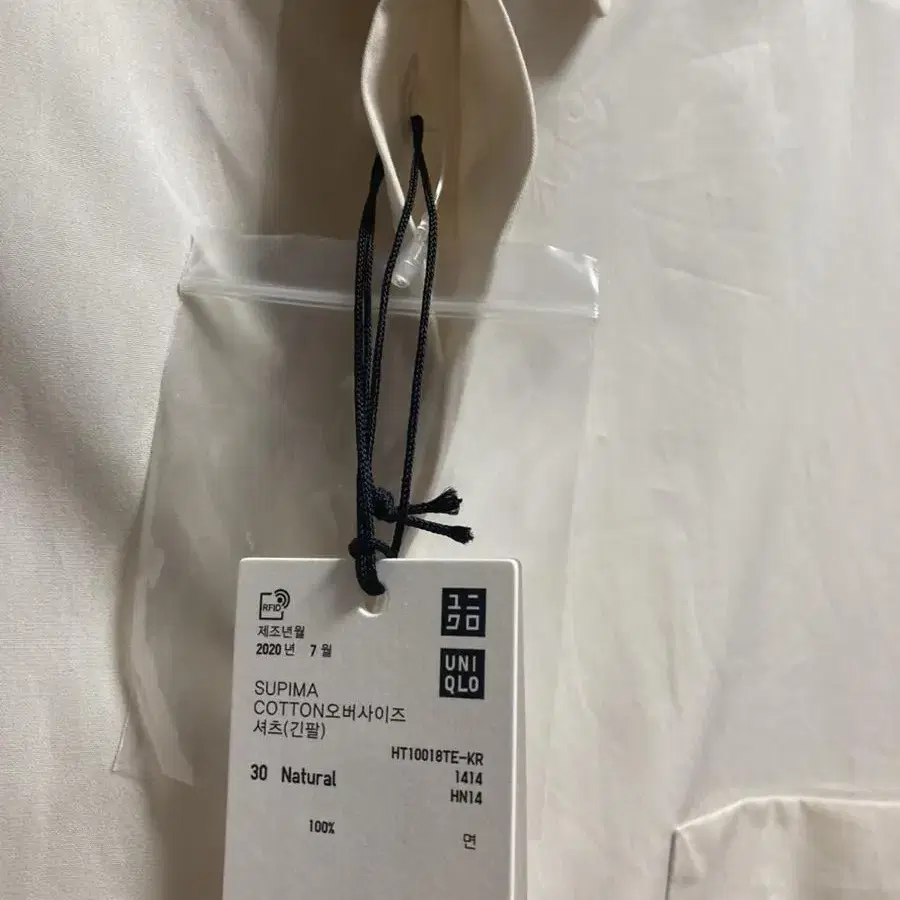 RFID
제조년월
2020 년 7 월
ユニ
クロ
UNI
QLO
SUPIMA
COTTON오버사이즈
셔츠(긴팔)
HT10018TE-KR
30 Natural 1414
HN14
100% 면